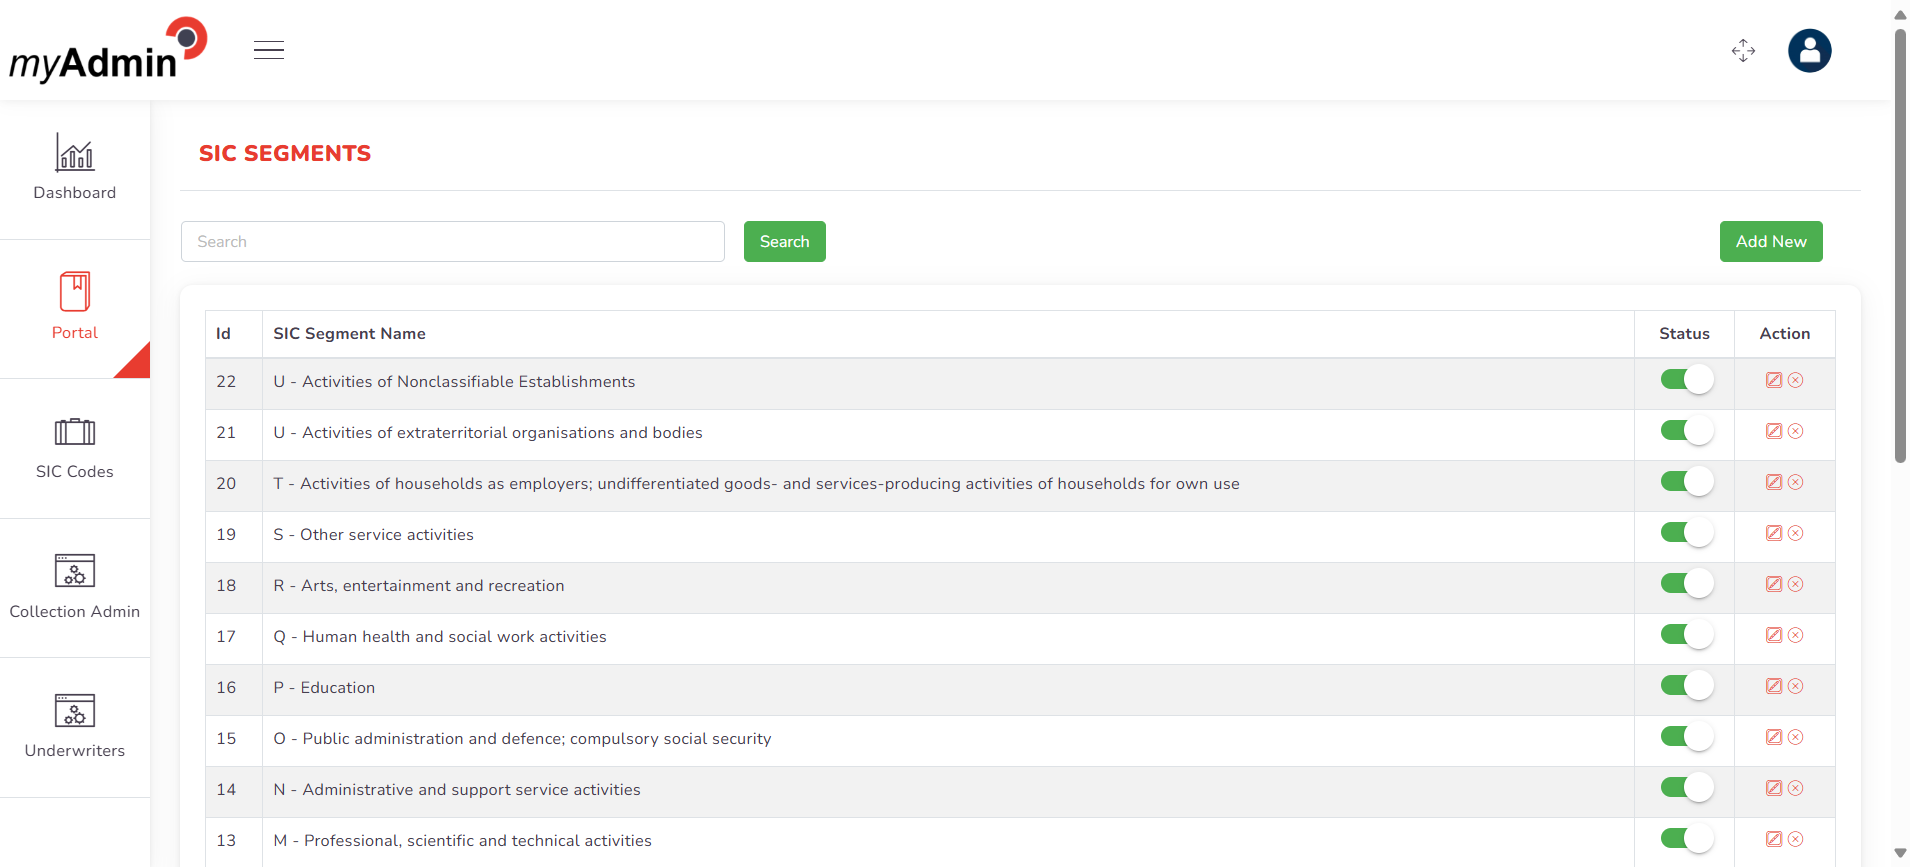 myAdmin
Dashboard
Portal
SIC Codes
Collection Admin
Underwriters
SIC SEGMENTS
Search Search Add New
Id SIC Segment Name Status Action
22 U - Activities of Nonclassifiable Establishments
21 U - Activities of extraterritorial organisations and bodies
20 T - Activities of households as employers; undifferentiated goods- and services-producing activities of households for own use
19 S - Other service activities
18 R - Arts, entertainment and recreation
17 Q - Human health and social work activities
16 P - Education
15 O - Public administration and defence; compulsory social security
14 N - Administrative and support service activities
13 M - Professional, scientific and technical activities